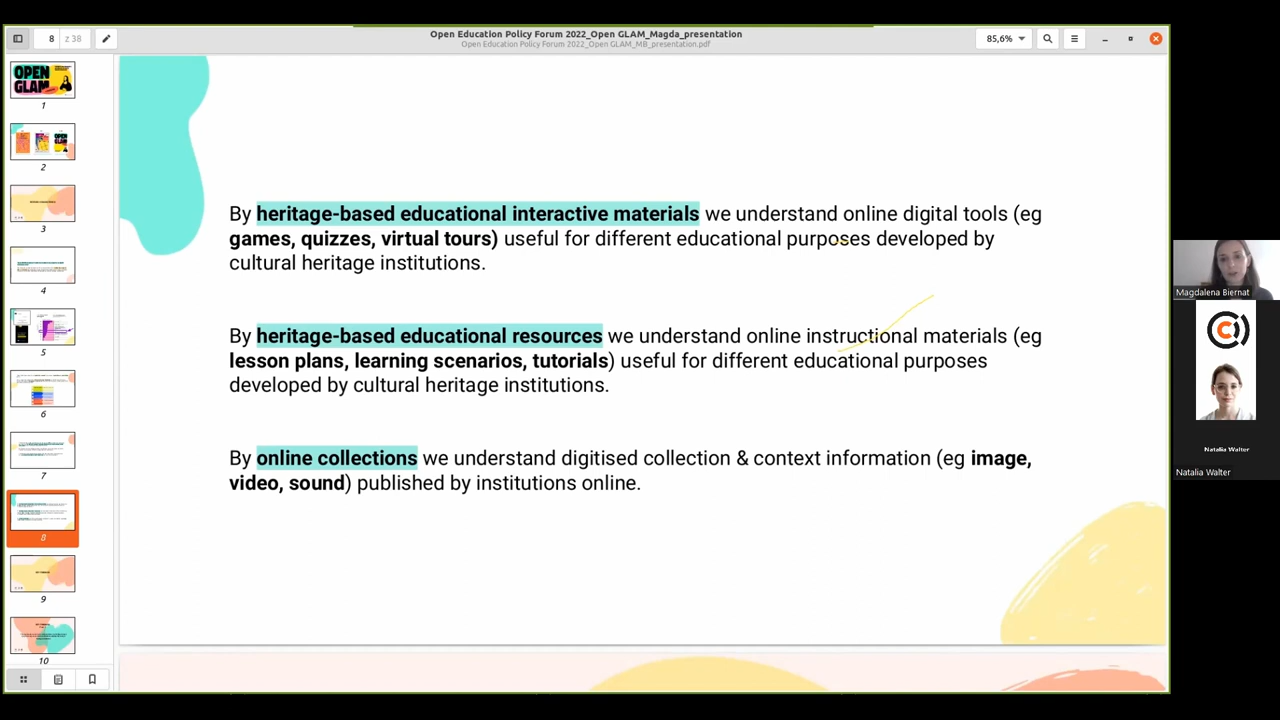 8 z 38
Open Education Policy Forum 2022_Open GLAM_Magda_presentation
Open Education Policy Forum 2022_Open GLAM_MB_presentation.pdf
85,6%
OPEN
GLAM
1
2
3
4
5
6
7
8
9
10
By heritage-based educational interactive materials we understand online digital tools (eg
games, quizzes, virtual tours) useful for different educational purposes developed by
cultural heritage institutions.
By heritage-based educational resources we understand online instructional materials (eg
lesson plans, learning scenarios, tutorials) useful for different educational purposes
developed by cultural heritage institutions.
By online collections we understand digitised collection & context information (eg image,
video, sound) published by institutions online.
Magdalena Biernat
Natalia Walter
Natalia Walter